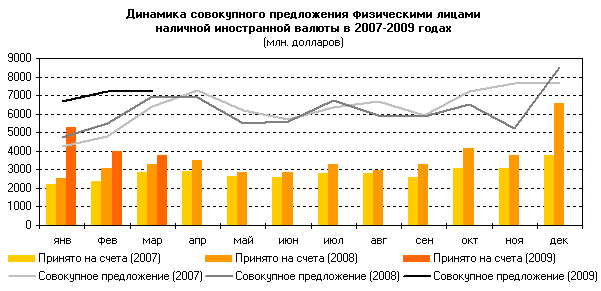 Динамика совокупного предложения физическими лицами
наличной иностранной валюты в 2007-2009 годах
(млн. долларов)
9000
8000
7000
6000
5000
4000
3000
2000
1000
0
янв фев мар апр май июн июл авг сен окт ноя дек
Принято на счета (2007) Принято на счета (2008) Принято на счета (2009)
Совокупное предложение (2007) Совокупное предложение (2008) Совокупное предложение (2009)